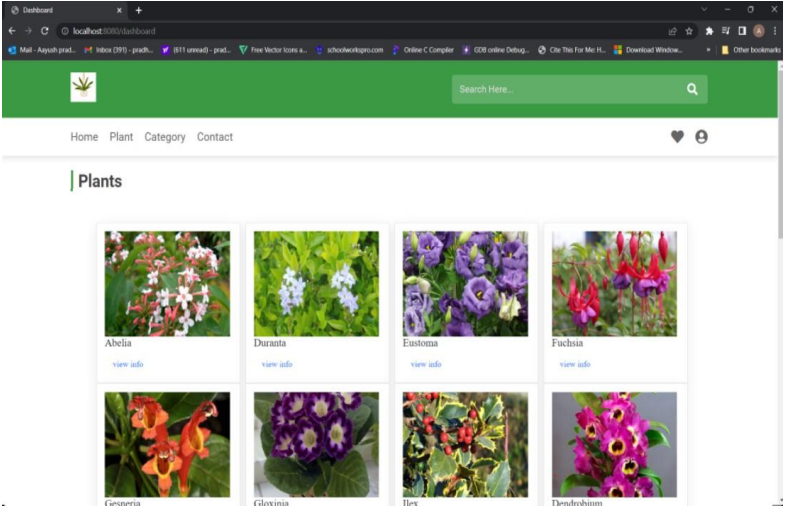 Dashboard
localhost:8080/dashboard
Mail - Aayush prad... Inbox (391) - pradh... (611 unread) - prad... Free Vector Icons a... schoolworkspro.com Online C Compiler GDB online Debug... Cite This For Me: H... Download Window... » Other bookmarks
Search Here...
Home Plant Category Contact
Plants
Abelia Duranta Eustoma Fuchsia
view info view info view info view info
Gesneria Gloxinia Ilex Dendrobium